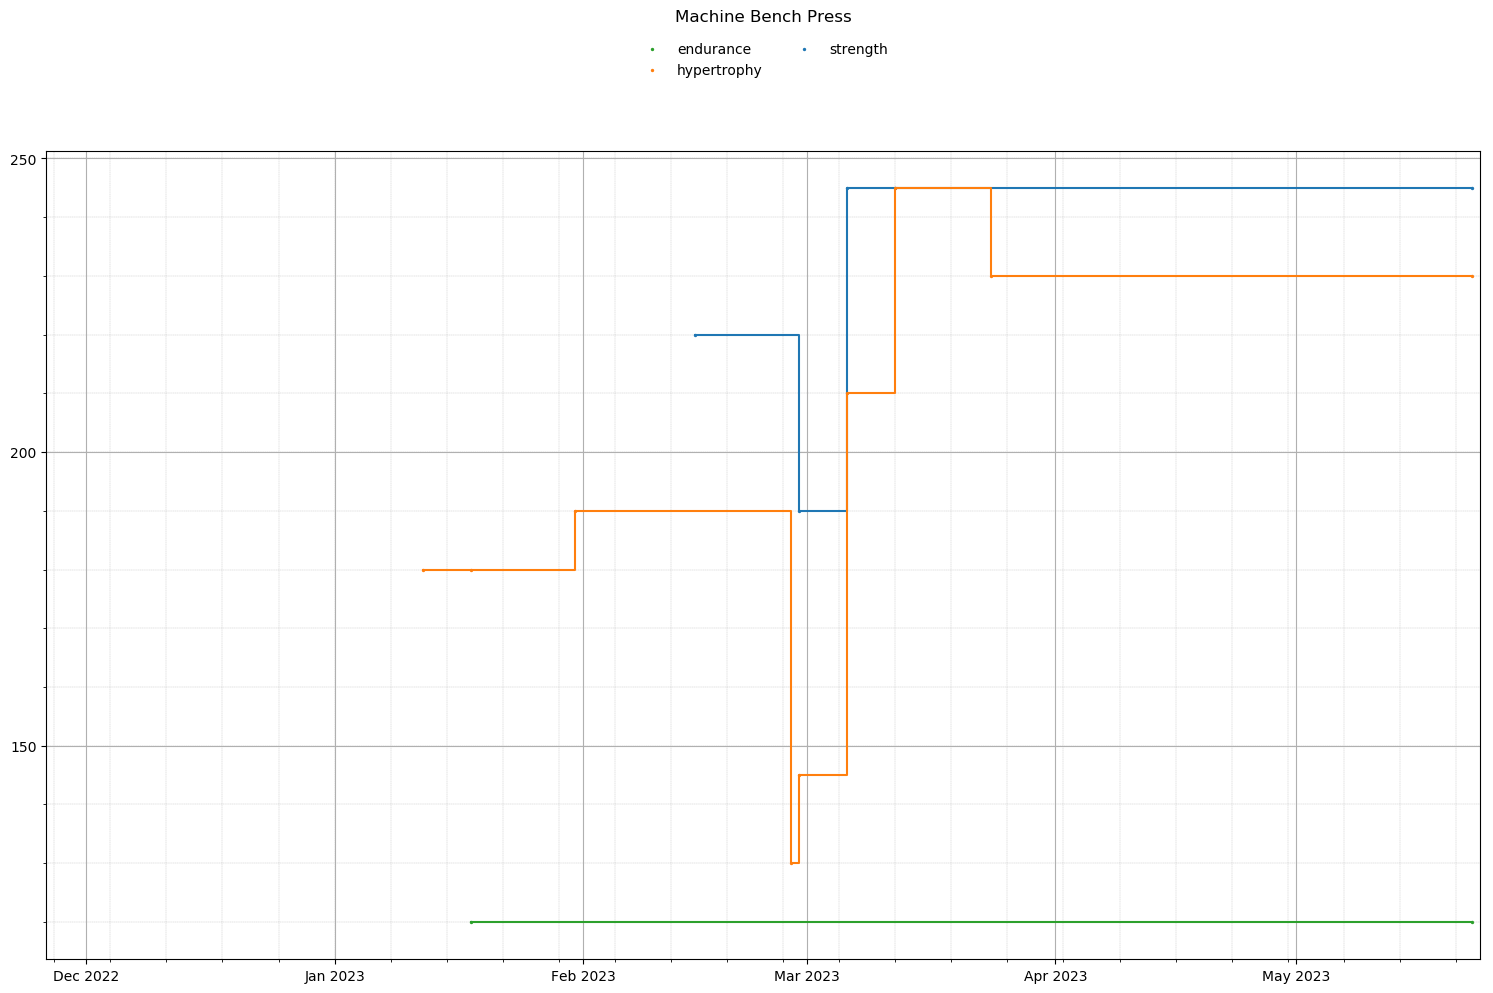 Machine Bench Press
endurance strength
hypertrophy
250
200
150
Dec 2022 Jan 2023 Feb 2023 Mar 2023 Apr 2023 May 2023